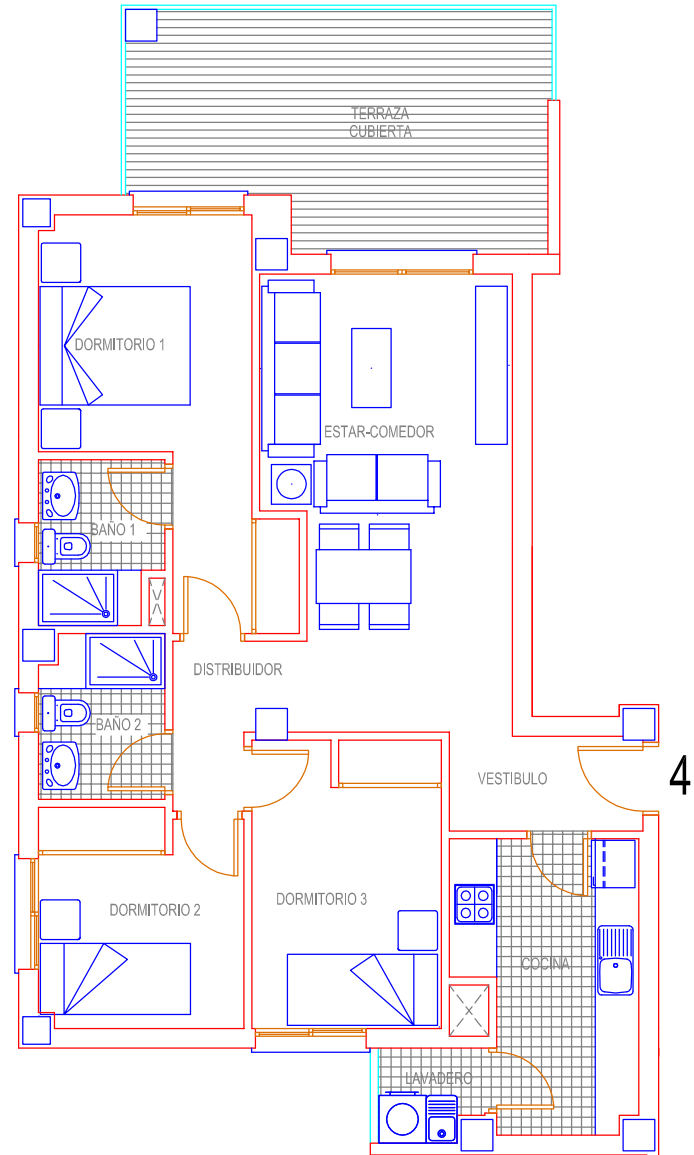 TERRAZA
CUBIERTA
DORMITORIO 1
ESTAR-COMEDOR
BAÑO 1
DISTRIBUIDOR
BAÑO 2
VESTIBULO
4
DORMITORIO 3
DORMITORIO 2
COCINA
LAVADERO